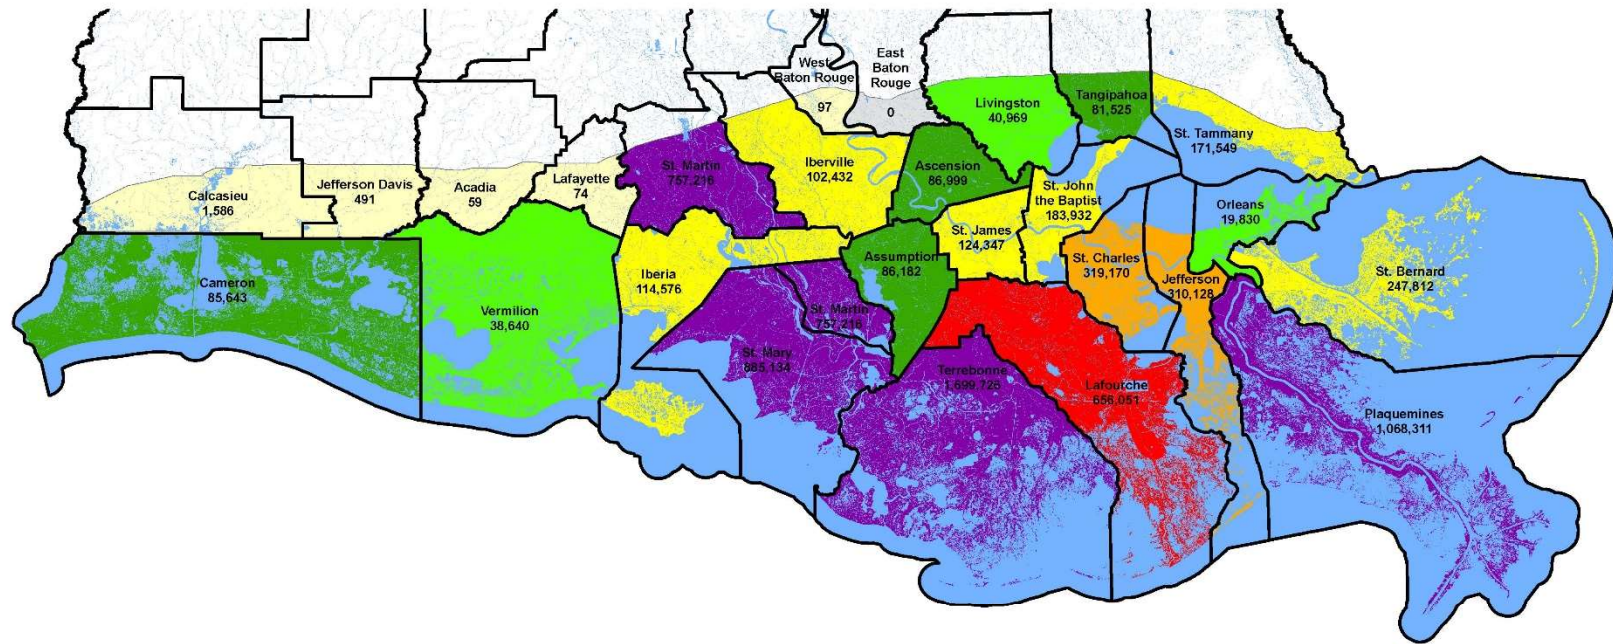 West
Baton Rouge
97
East
Baton
Rouge
0
Livingston
40,969
Tangipahoa
81,525
St. Tammany
171,549
St. Martin
757,216
Iberville
102,432
Ascension
86,999
St. John
the Baptist
183,932
Orleans
19,830
Calcasieu
1,586
Jefferson Davis
491
Acadia
59
Lafayette
74
St. James
124,347
St. Charles
319,170
Jefferson
310,128
St. Bernard
247,812
Cameron
85,643
Vermilion
38,640
Iberia
114,576
Assumption
86,182
St. Martin
757,216
St. Mary
885,134
Terrebonne
1,699,726
Lafourche
656,051
Plaquemines
1,068,311